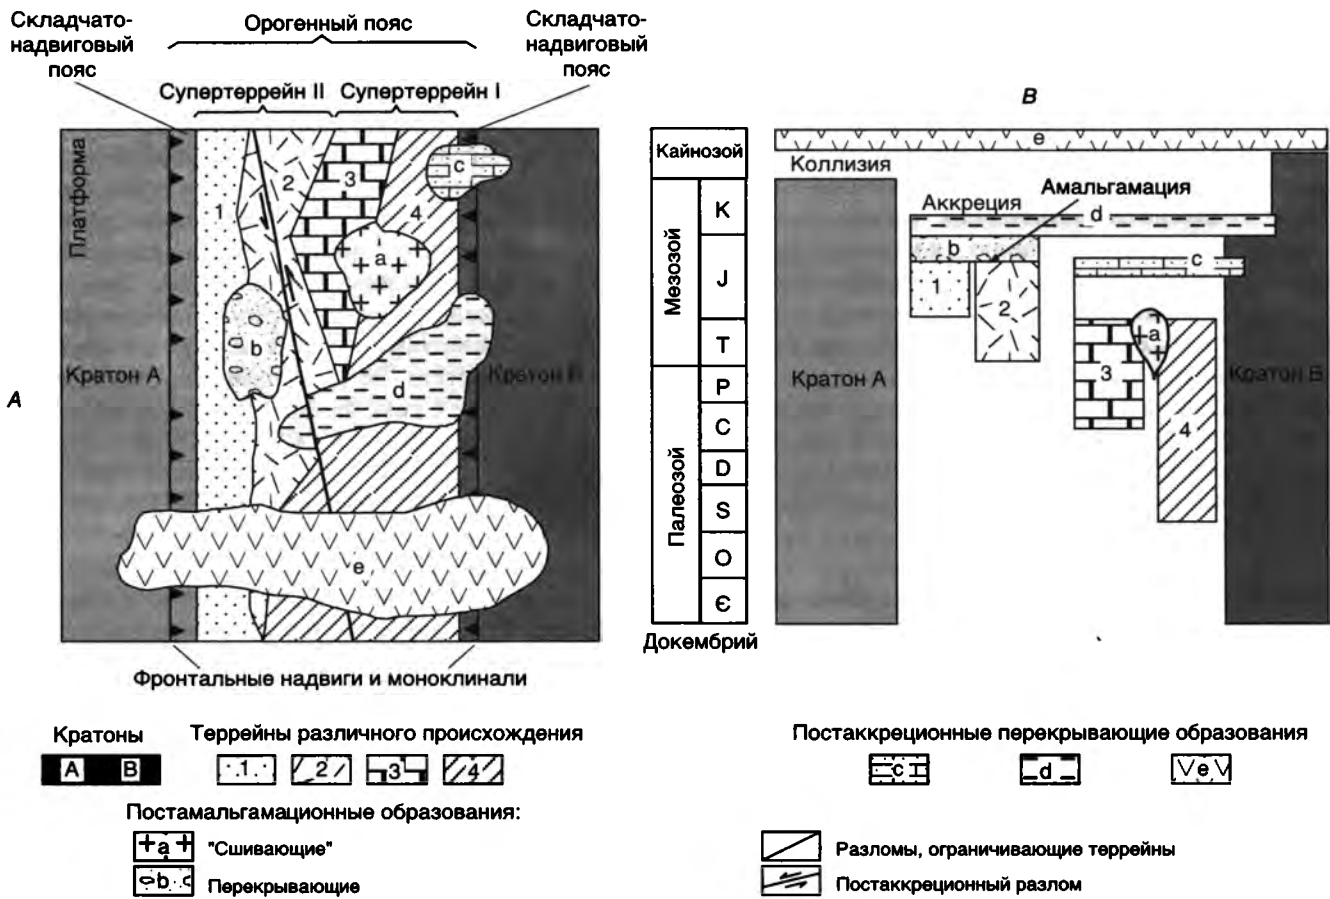 Складчато-
надвиговый
пояс
Орогенный пояс
Складчато-
надвиговый
пояс
Супертеррейн II
Супертеррейн I
Платформа
1
2
3
4
c
a
b
d
e
Кратон А
Кратон Б
А
Фронтальные надвиги и моноклинали
В
Кайнозой
Мезозой
Палеозой
K
J
T
P
C
D
S
O
Є
Докембрий
e
Коллизия
Амальгамация
Аккреция
d
b
c
1
2
a
3
4
Кратон А
Кратон Б
Кратоны
А В
Террейны различного происхождения
1 2 3 4
Постамальгамационные образования:
a "Сшивающие"
b Перекрывающие
Постаккреционные перекрывающие образования
c d e
Разломы, ограничивающие террейны
Постаккреционный разлом